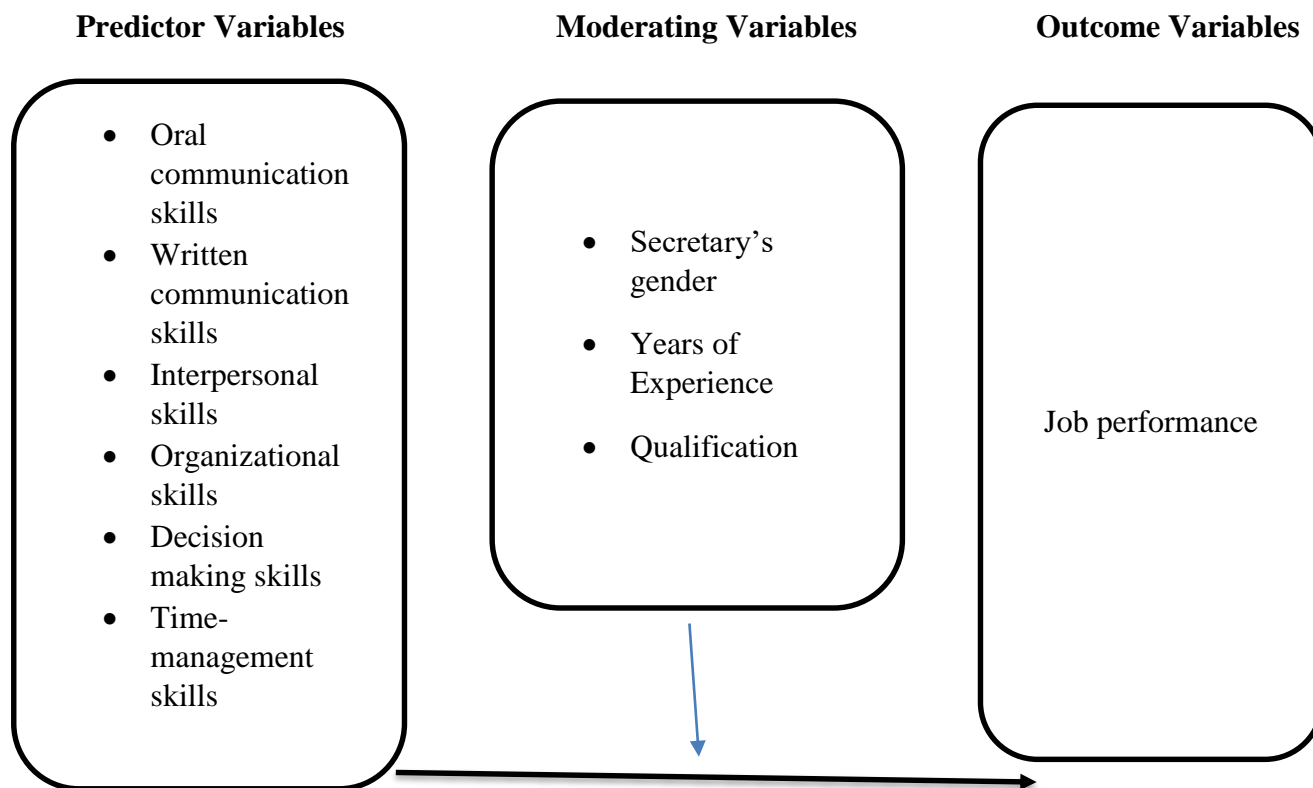 Predictor Variables
Moderating Variables
Outcome Variables
• Oral
communication
skills
• Written
communication
skills
• Interpersonal
skills
• Organizational
skills
• Decision
making skills
• Time-
management
skills
• Secretary’s
gender
• Years of
Experience
• Qualification
Job performance